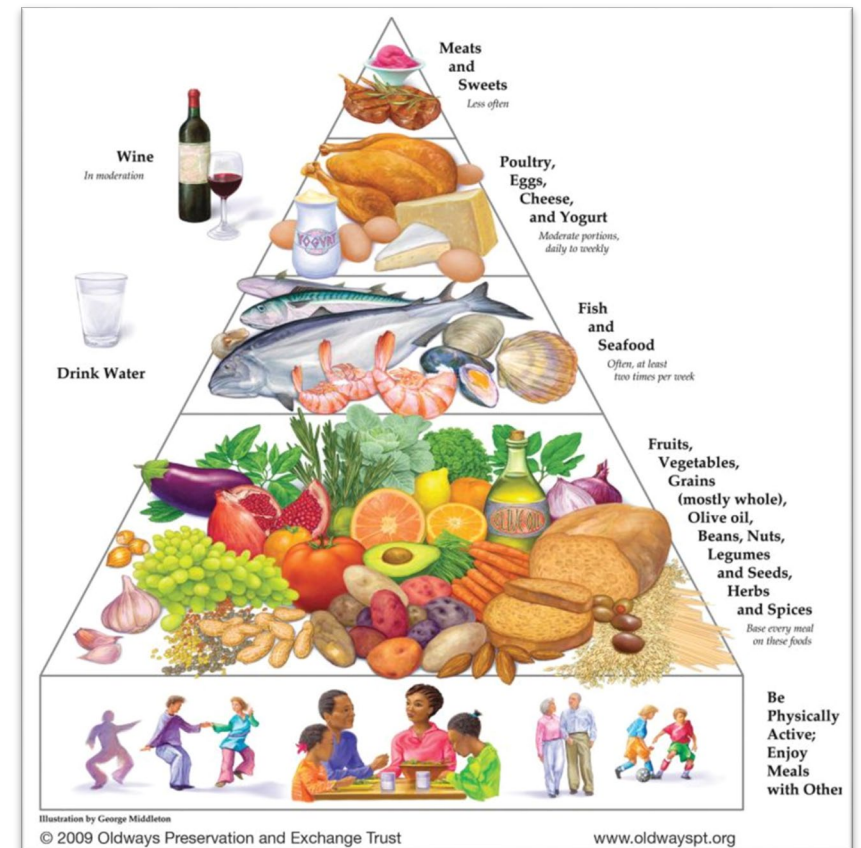 Meats
and
Sweets
Less often
Wine
In moderation
Poultry,
Eggs,
Cheese,
and Yogurt
Moderate portions,
daily to weekly
YOGURT
Drink Water
Fish
and
Seafood
Often, at least
two times per week
Fruits,
Vegetables,
Grains
(mostly whole),
Olive oil,
Beans, Nuts,
Legumes
and Seeds,
Herbs
and Spices
Base every meal
on these foods
OLIVE OIL
Be
Physically
Active;
Enjoy
Meals
with Other
Illustration by George Middleton
© 2009 Oldways Preservation and Exchange Trust
www.oldwayspt.org